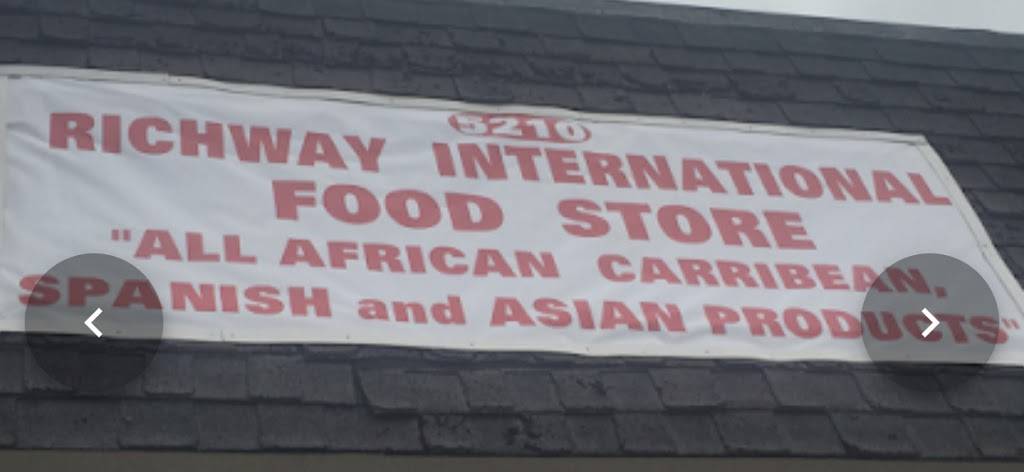 5210
RICHWAY INTERNATIONAL
FOOD STORE
"ALL AFRICAN CARRIBEAN,
SPANISH and ASIAN PRODUCTS"